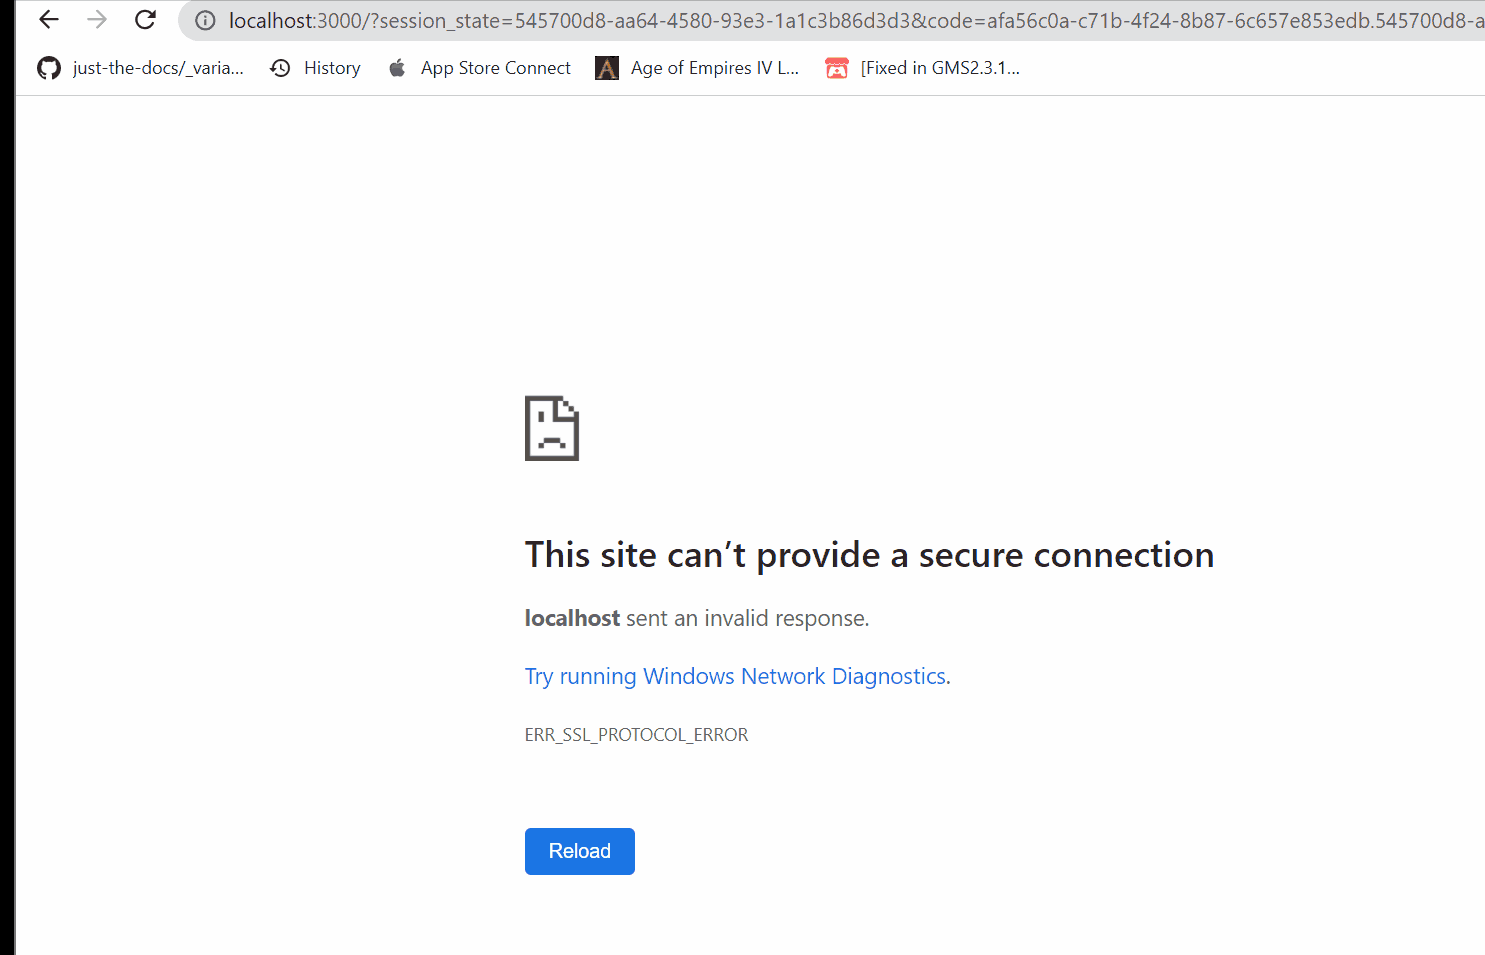 localhost:3000/?session_state=545700d8-aa64-4580-93e3-1a1c3b86d3d3&code=afa56c0a-c71b-4f24-8b87-6c657e853edb.545700d8-a
just-the-docs/_varia... History App Store Connect Age of Empires IV L... [Fixed in GMS2.3.1...
This site can’t provide a secure connection
localhost sent an invalid response.
Try running Windows Network Diagnostics.
ERR_SSL_PROTOCOL_ERROR
Reload